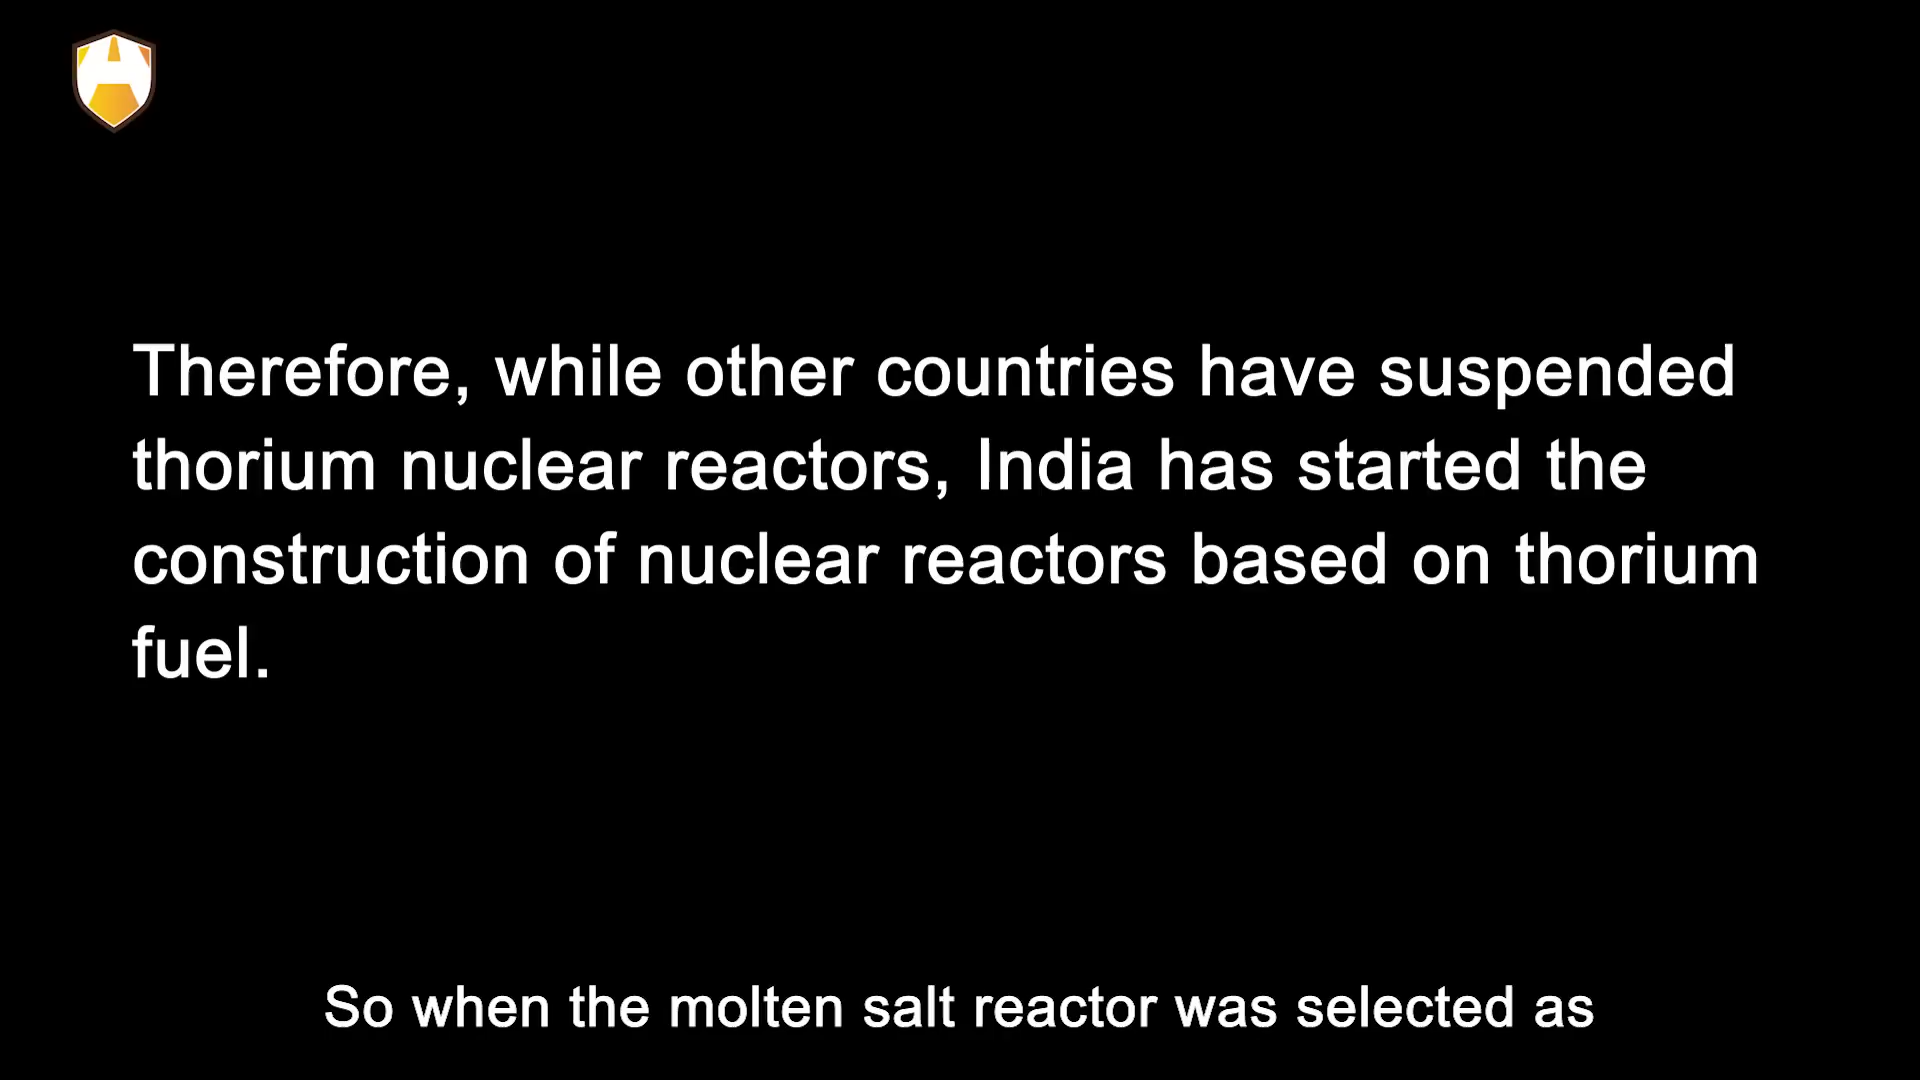 Therefore, while other countries have suspended
thorium nuclear reactors, India has started the
construction of nuclear reactors based on thorium
fuel.
So when the molten salt reactor was selected as